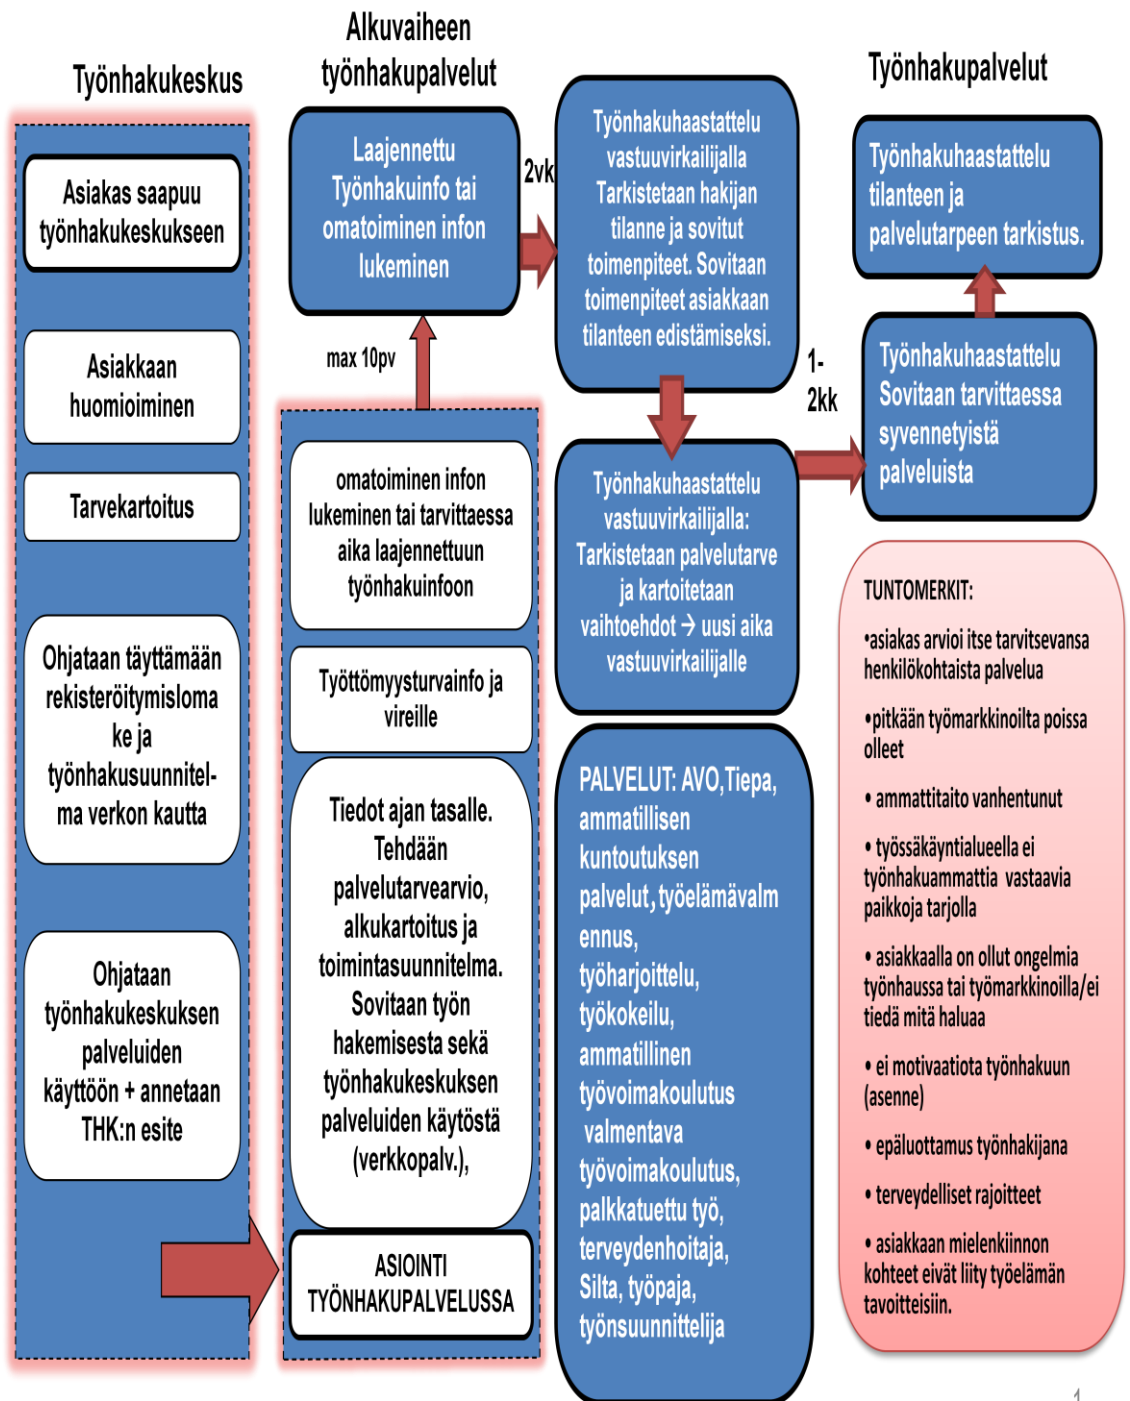 Työnhakukeskus
Asiakas saapuu
työnhakukeskukseen
Asiakkaan
huomioiminen
Tarvekartoitus
Ohjataan täyttämään
rekisteröitymisloma
ke ja
työnhakusuunnitel-
ma verkon kautta
Ohjataan
työnhakukeskuksen
palveluiden
käyttöön + annetaan
THK:n esite
Alkuvaiheen
työnhakupalvelut
Laajennettu
Työnhakuinfo tai
omatoiminen infon
lukeminen
max 10pv
omatoiminen infon
lukeminen tai tarvittaessa
aika laajennettuun
työnhakuinfoon
Työttömyysturvainfo ja
vireille
Tiedot ajan tasalle.
Tehdään
palvelutarvearvio,
alkukartoitus ja
toimintasuunnitelma.
Sovitaan työn
hakemisesta sekä
työnhakukeskuksen
palveluiden käytöstä
(verkkopalv.),
ASIOINTI
TYÖNHAKUPALVELUSSA
2vk
Työnhakuhaastattelu
vastuuvirkailijalla
Tarkistetaan hakijan
tilanne ja sovitut
toimenpiteet. Sovitaan
toimenpiteet asiakkaan
tilanteen edistämiseksi.
Työnhakuhaastattelu
vastuuvirkailijalla:
Tarkistetaan palvelutarve
ja kartoitetaan
vaihtoehdot → uusi aika
vastuuvirkailijalle
PALVELUT: AVO,Tiepa,
ammatillisen
kuntoutuksen
palvelut, työelämävalm
ennus,
työharjoittelu,
työkokeilu,
ammatillinen
työvoimakoulutus
valmentava
työvoimakoulutus,
palkkatuettu työ,
terveydenhoitaja,
Silta, työpaja,
työnsuunnittelija
1-
2kk
Työnhakupalvelut
Työnhakuhaastattelu
tilanteen ja
palvelutarpeen tarkistus.
Työnhakuhaastattelu
Sovitaan tarvittaessa
syvennetyistä
palveluista
TUNTOMERKIT:
•asiakas arvioi itse tarvitsevansa
henkilökohtaista palvelua
•pitkään työmarkkinoilta poissa
olleet
• ammattitaito vanhentunut
• työssäkäyntialueella ei
työnhakuammattia vastaavia
paikkoja tarjolla
• asiakkaalla on ollut ongelmia
työnhaussa tai työmarkkinoilla/ei
tiedä mitä haluaa
• ei motivaatiota työnhakuun
(asenne)
• epäluottamus työnhakijana
• terveydelliset rajoitteet
• asiakkaan mielenkiinnon
kohteet eivät liity työelämän
tavoitteisiin.
1